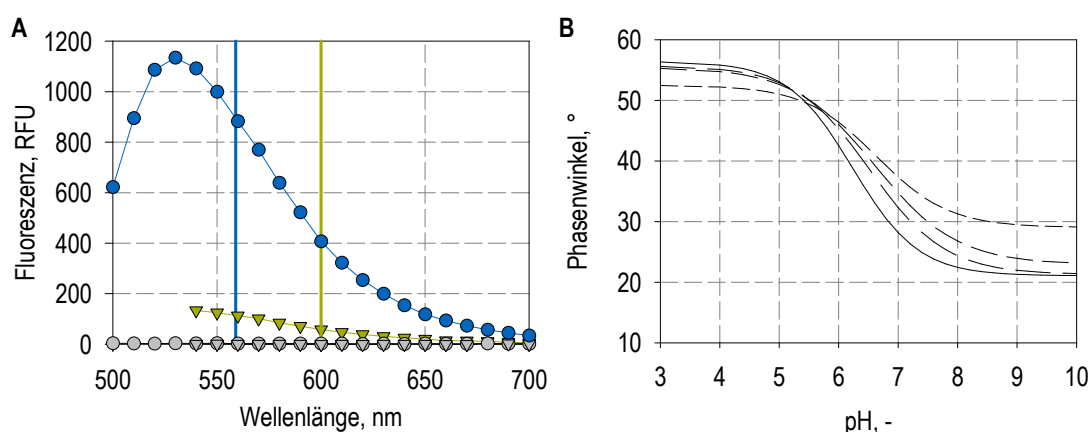 A
Fluoreszenz, RFU
1200
1000
800
600
400
200
0
500 550 600 650 700
Wellenlänge, nm
B
Phasenwinkel, °
60
50
40
30
20
10
3 4 5 6 7 8 9 10
pH, -